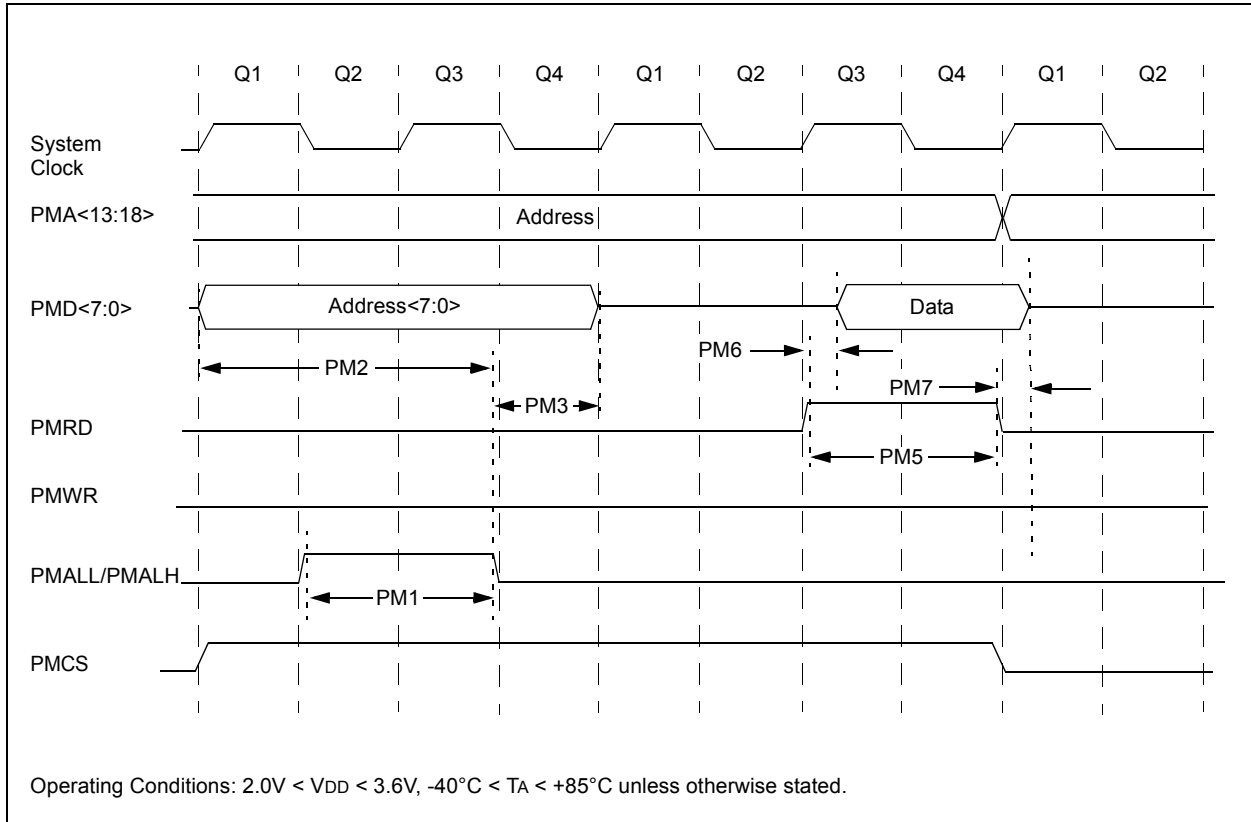 Q1 Q2 Q3 Q4 Q1 Q2 Q3 Q4 Q1 Q2
System
Clock
PMA<13:18>
Address
PMD<7:0>
Address<7:0>
Data
PM6
PM2
PM7
PM3
PMRD
PM5
PMWR
PMALL/PMALH
PM1
PMCS
Operating Conditions: 2.0V < VDD < 3.6V, -40°C < TA < +85°C unless otherwise stated.